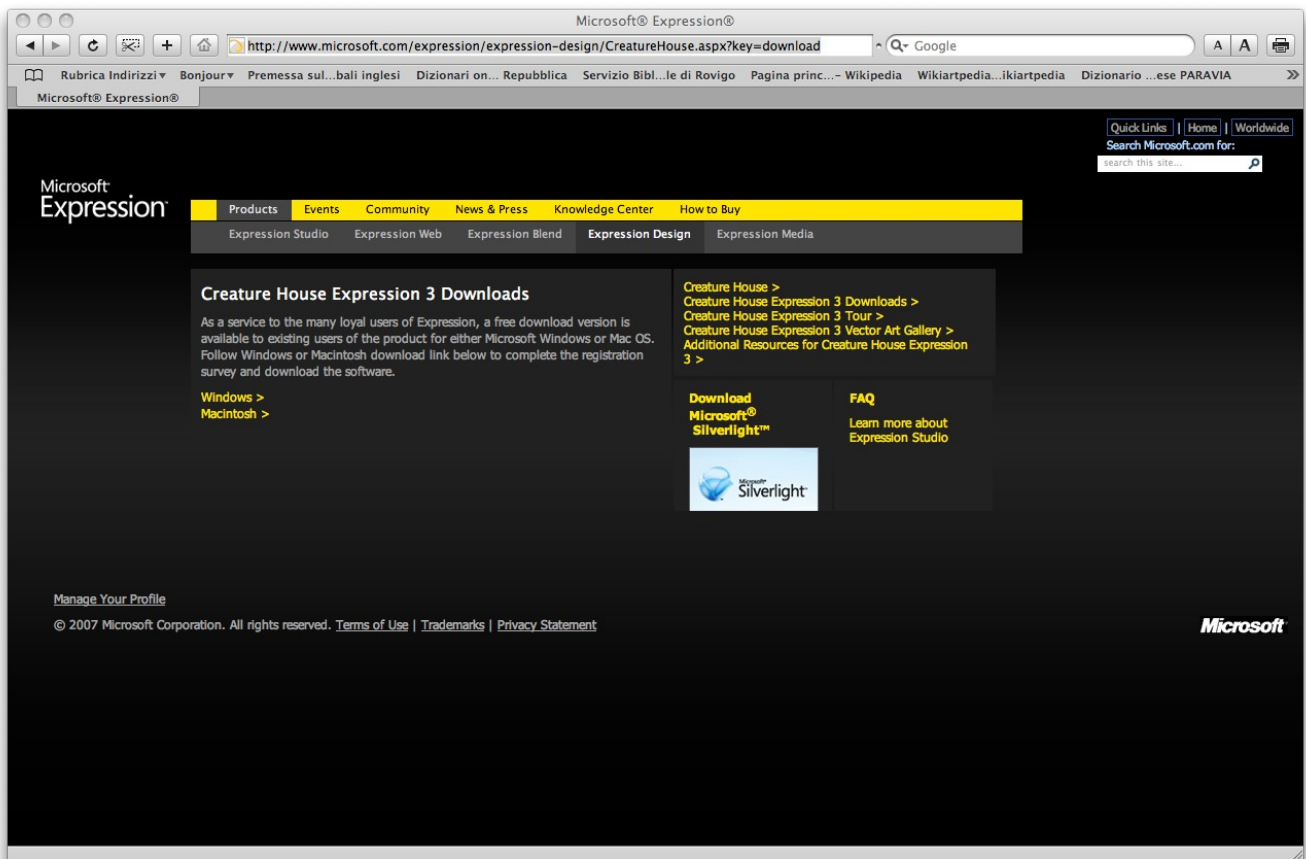 Microsoft® Expression®
http://www.microsoft.com/expression/expression-design/CreatureHouse.aspx?key=download
Google
A A
Rubrica Indirizzi Bonjour Premessa sul...bali inglesi Dizionari on... Repubblica Servizio Bibl...le di Rovigo Pagina princ...– Wikipedia Wikiartpedia...ikiartpedia Dizionario ...ese PARAVIA
Microsoft® Expression®
Quick Links | Home | Worldwide
Search Microsoft.com for:
search this site...
Microsoft
Expression
Products Events Community News & Press Knowledge Center How to Buy
Expression Studio Expression Web Expression Blend Expression Design Expression Media
Creature House Expression 3 Downloads
As a service to the many loyal users of Expression, a free download version is
available to existing users of the product for either Microsoft Windows or Mac OS.
Follow Windows or Macintosh download link below to complete the registration
survey and download the software.
Windows >
Macintosh >
Creature House >
Creature House Expression 3 Downloads >
Creature House Expression 3 Tour >
Creature House Expression 3 Vector Art Gallery >
Additional Resources for Creature House Expression
3 >
Download
Microsoft®
Silverlight™
Microsoft
Silverlight
FAQ
Learn more about
Expression Studio
Manage Your Profile
© 2007 Microsoft Corporation. All rights reserved. Terms of Use | Trademarks | Privacy Statement
Microsoft